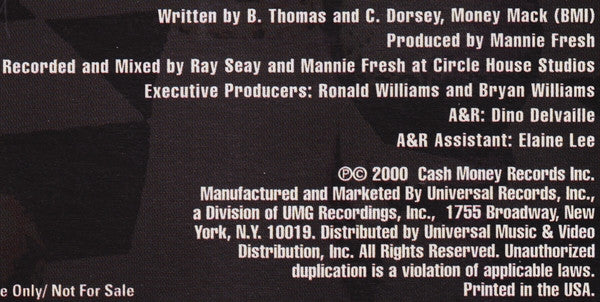 Written by B. Thomas and C. Dorsey, Money Mack (BMI)
Produced by Mannie Fresh
Recorded and Mixed by Ray Seay and Mannie Fresh at Circle House Studios
Executive Producers: Ronald Williams and Bryan Williams
A&R: Dino Delvaille
A&R Assistant: Elaine Lee
℗© 2000 Cash Money Records Inc.
Manufactured and Marketed By Universal Records, Inc.,
a Division of UMG Recordings, Inc., 1755 Broadway, New
York, N.Y. 10019. Distributed by Universal Music & Video
Distribution, Inc. All Rights Reserved. Unauthorized
duplication is a violation of applicable laws.
e Only/ Not For Sale
Printed in the USA.